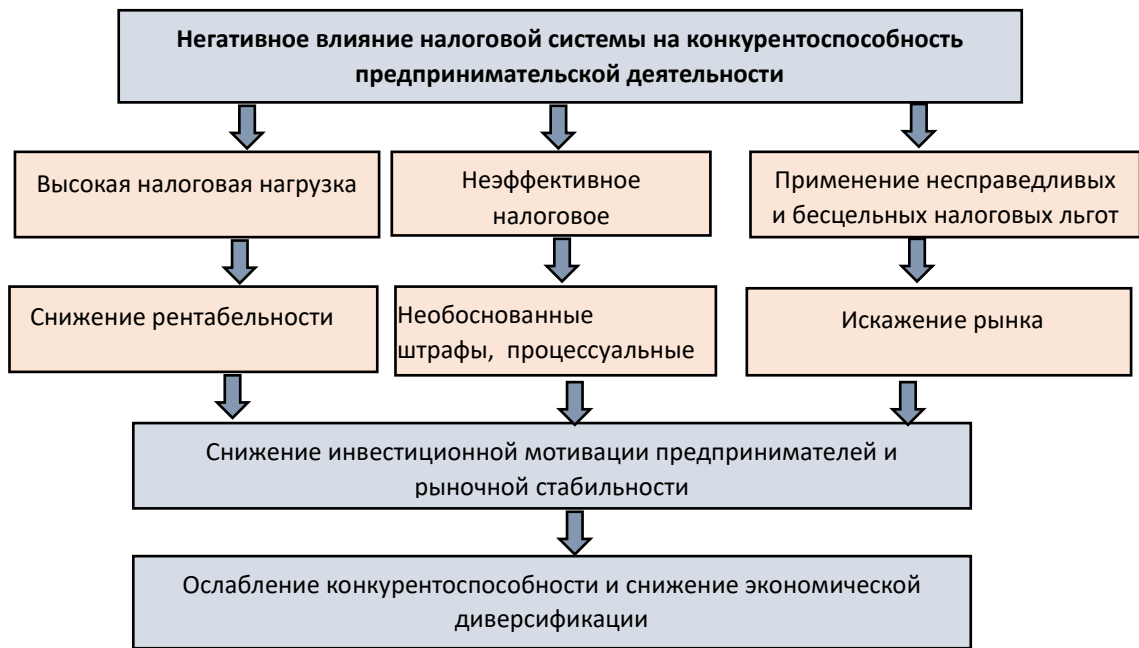 Негативное влияние налоговой системы на конкурентоспособность
предпринимательской деятельности
Высокая налоговая нагрузка
Неэффективное
налоговое
Применение несправедливых
и бесцельных налоговых льгот
Снижение рентабельности
Необоснованные
штрафы, процессуальные
Искажение рынка
Снижение инвестиционной мотивации предпринимателей и
рыночной стабильности
Ослабление конкурентоспособности и снижение экономической
диверсификации